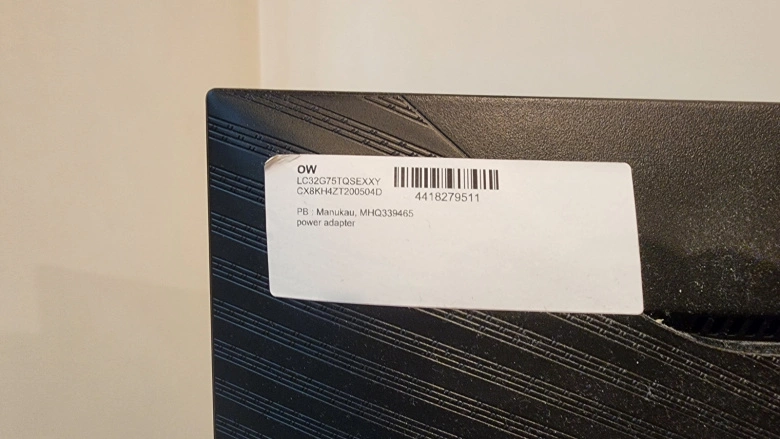 OW
LC32G75TQSEXXY
CX8KH4ZT200504D
4418279511
PB : Manukau, MHQ339465
power adapter